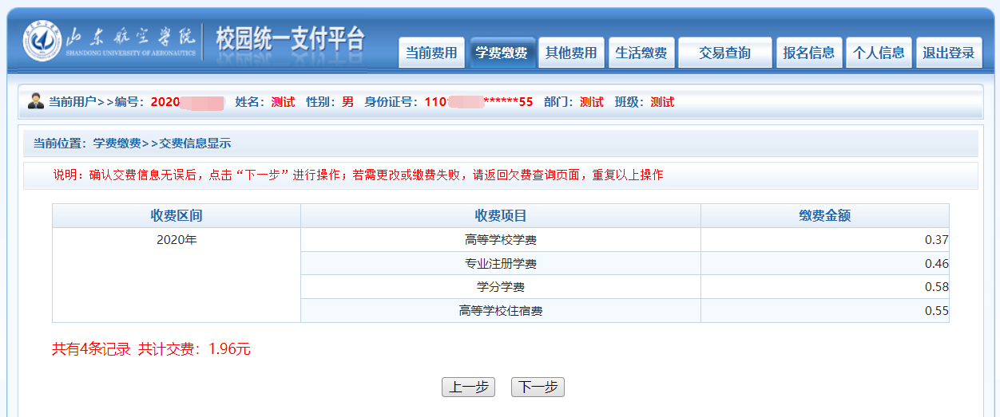 山东航空学院
SHANDONG UNIVERSITY OF AERONAUTICS
校园统一支付平台
当前费用 学费缴费 其他费用 生活缴费 交易查询 报名信息 个人信息 退出登录
当前用户>>编号：2020 姓名：测试 性别：男 身份证号：110******55 部门：测试 班级：测试
当前位置：学费缴费>>交费信息显示
说明：确认交费信息无误后，点击“下一步”进行操作；若需更改或缴费失败，请返回欠费查询页面，重复以上操作
收费区间 收费项目 缴费金额
2020年 高等学校学费 0.37
专业注册学费 0.46
学分学费 0.58
高等学校住宿费 0.55
共有4条记录 共计交费：1.96元
上一步 下一步